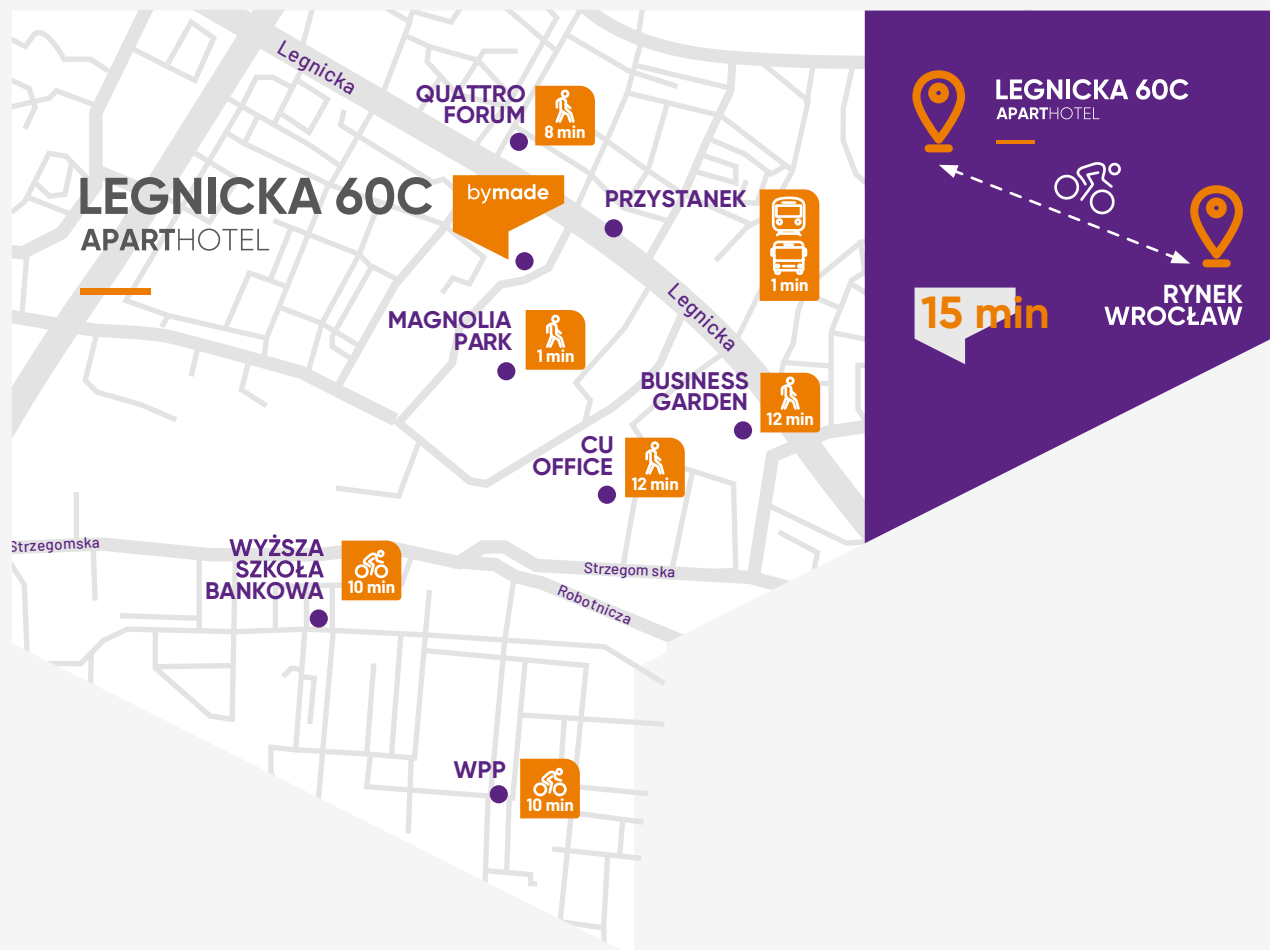 Legnicka
QUATTRO
FORUM
8 min
LEGNICKA 60C
APARTHOTEL
bymade
PRZYSTANEK
1 min
Legnicka
MAGNOLIA
PARK
1 min
BUSINESS
GARDEN
12 min
CU
OFFICE
12 min
Strzegomska
WYŻSZA
SZKOŁA
BANKOWA
10 min
Strzegom ska
Robotnicza
WPP
10 min
LEGNICKA 60C
APARTHOTEL
15 min
RYNEK
WROCŁAW